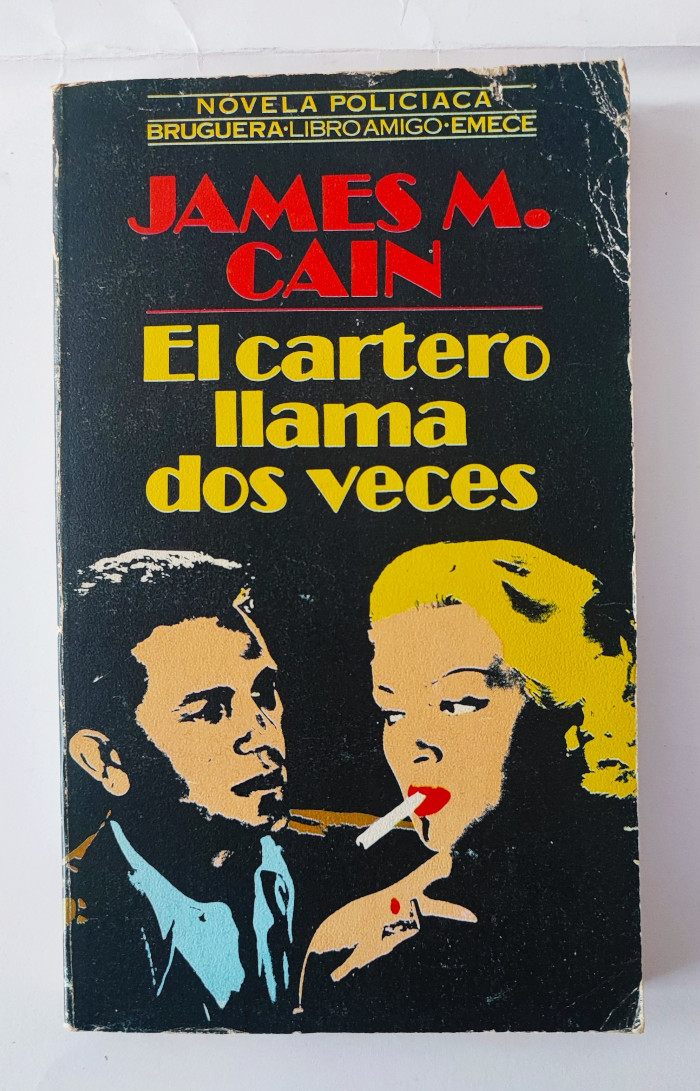 NOVELA POLICIACA
BRUGUERA·LIBRO AMIGO·EMECE
JAMES M.
CAIN
El cartero
llama
dos veces